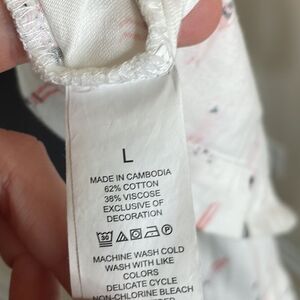 L
MADE IN CAMBODIA
62% COTTON
38% VISCOSE
EXCLUSIVE OF
DECORATION
30
MACHINE WASH COLD
WASH WITH LIKE
COLORS
DELICATE CYCLE
NON-CHLORINE BLEACH